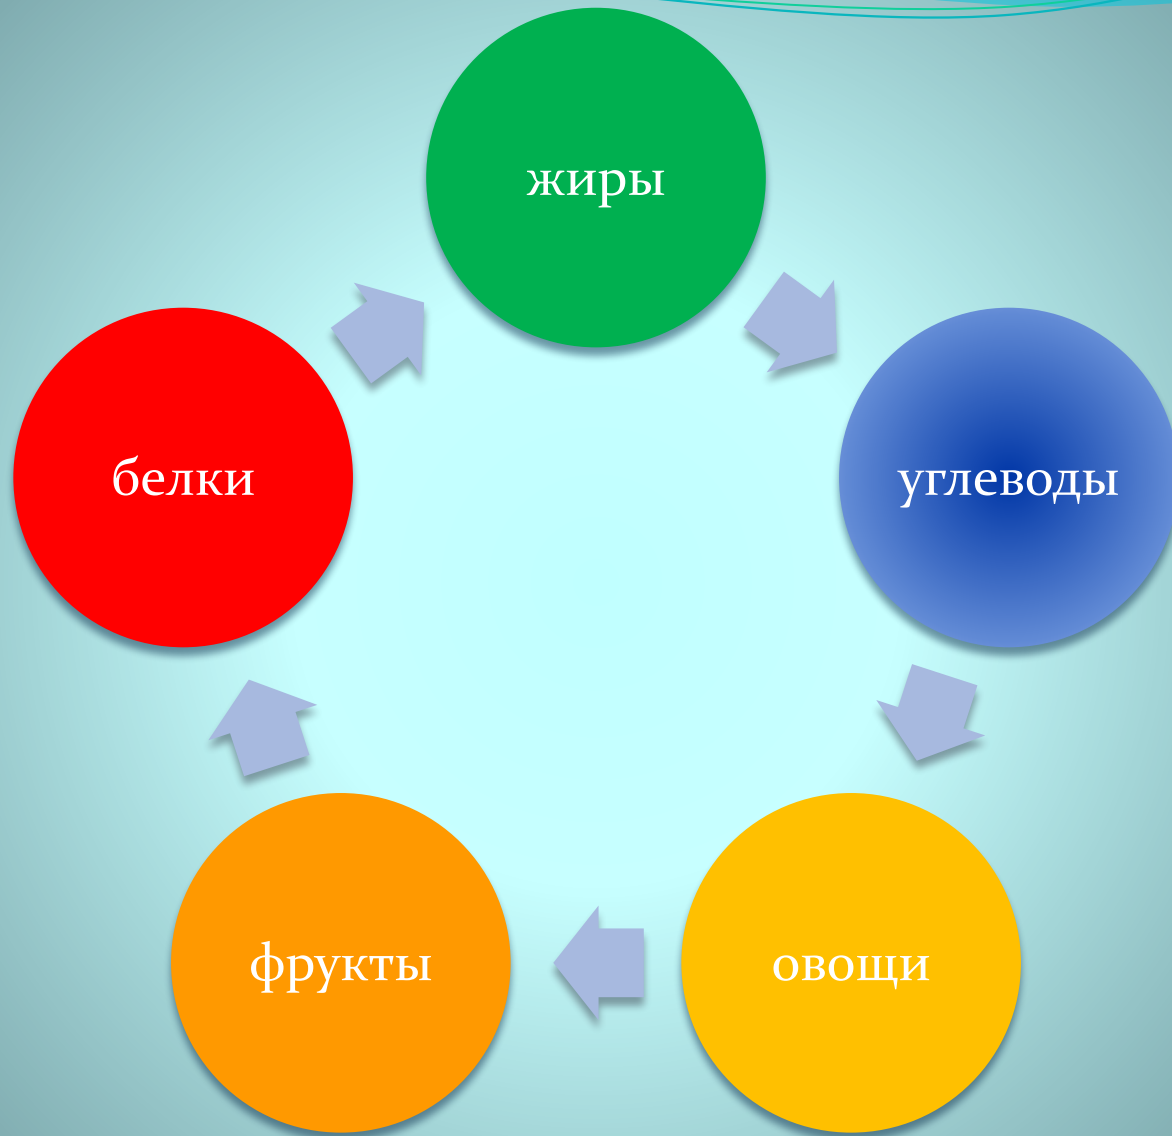 жиры
углеводы
овощи
фрукты
белки